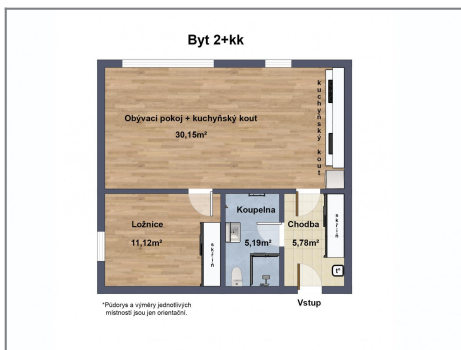 Byt 2+kk
Obývací pokoj + kuchyňský kout
30,15m²
kuchyňský kout
Ložnice
11,12m²
skříň
Koupelna
5,19m²
Chodba
5,78m²
skříň
t°
*Půdorys a výměry jednotlivých
místností jsou jen orientační.
Vstup